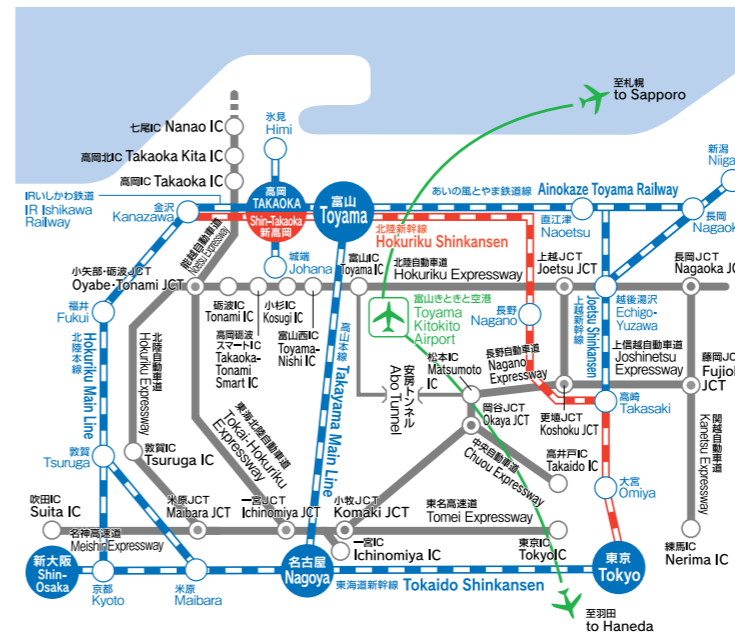 至札幌
to Sapporo
七尾IC Nanao IC
氷見
Himi
高岡北IC Takaoka Kita IC
新潟
Niiga
高岡IC Takaoka IC
高岡
TAKAOKA
富山
Toyama
IRいしかわ鉄道
IR Ishikawa
Railway
金沢
Kanazawa
あいの風とやま鉄道線 Ainokaze Toyama Railway
Shin-Takaoka
新高岡
直江津
Naoetsu
長岡
Nagaok
能越自動車道
Noetsu Expressway
北陸新幹線
Hokuriku Shinkansen
城端
Johana
小矢部・砺波JCT
Oyabe·Tonami JCT
富山IC
Toyama IC
北陸自動車道
Hokuriku Expressway
上越JCT
Joetsu JCT
長岡JCT
Nagaoka JC
砺波IC
Tonami IC
小杉IC
Kosugi IC
福井
Fukui
高岡砺波
スマートIC
Takaoka-
Tonami
Smart IC
富山西IC
Toyama-
Nishi IC
富山きときと空港
Toyama
Kitokito
Airport
長野
Nagano
上越新幹線
Joetsu Shinkansen
越後湯沢
Echigo-
Yuzawa
北陸本線
Hokuriku Main Line
北陸自動車道
Hokuriku Expressway
高山本線
Takayama Main Line
安房トンネル
Abo Tunnel
松本IC
Matsumoto
IC
長野自動車道
Nagano
Expressway
上信越自動車道
Joshinetsu
Expressway
藤岡JC
Fujiok
JCT
岡谷JCT
Okaya JCT
更埴JCT
Koshoku JCT
高崎
Takasaki
東海北陸自動車道
Tokai-Hokuriku
Expressway
敦賀
Tsuruga
敦賀IC
Tsuruga IC
中央自動車道
Chuou Expressway
高井戸IC
Takaido IC
大宮
Omiya
関越自動車道
Kanetsu Expressway
吹田IC
Suita IC
米原JCT
Maibara JCT
一宮JCT
Ichinomiya JCT
小牧JCT
Komaki JCT
東名高速道
Tomei Expressway
名神高速道
Meishin Expressway
一宮IC
Ichinomiya IC
東京IC
Tokyo IC
練馬IC
Nerima IC
新大阪
Shin-
Osaka
京都
Kyoto
米原
Maibara
名古屋
Nagoya
東海道新幹線 Tokaido Shinkansen
東京
Tokyo
至羽田
to Haneda